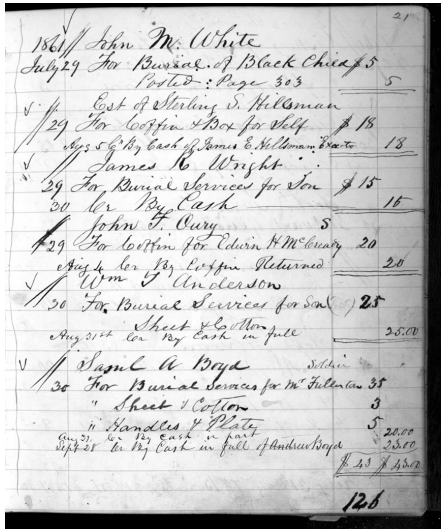 21
1861 // John M. White
July 29 For Burial of Black Child $ 5
Posted: Page 303 5
Est of Sterling S. Hillsman
29 For Coffin & Box for Self $ 18
Aug 5 Cr By Cash of James E. Hillsman Exectr 18
// James R Wright
29 For Burial Services for Son $ 15
30 Cr By Cash 15
John F. Cury S
29 For Coffin for Edwin H McCready 20
Aug 4 Cr By Coffin Returned 20
// Wm J Anderson
30 For Burial Services for Son 25
Sheet & Cotton
Aug 31st Cr By Cash in full 25.00
// Saml A Boyd Soldier
30 For Burial Services for Mr Fullerton 35
" Sheet & Cotton 3
" Handles & Plate 5
Aug 31 Cr By Cash in part 20.00
Sept 28 Cr By Cash in full of Andrew Boyd 23.00
$ 43 $ 43.00
126